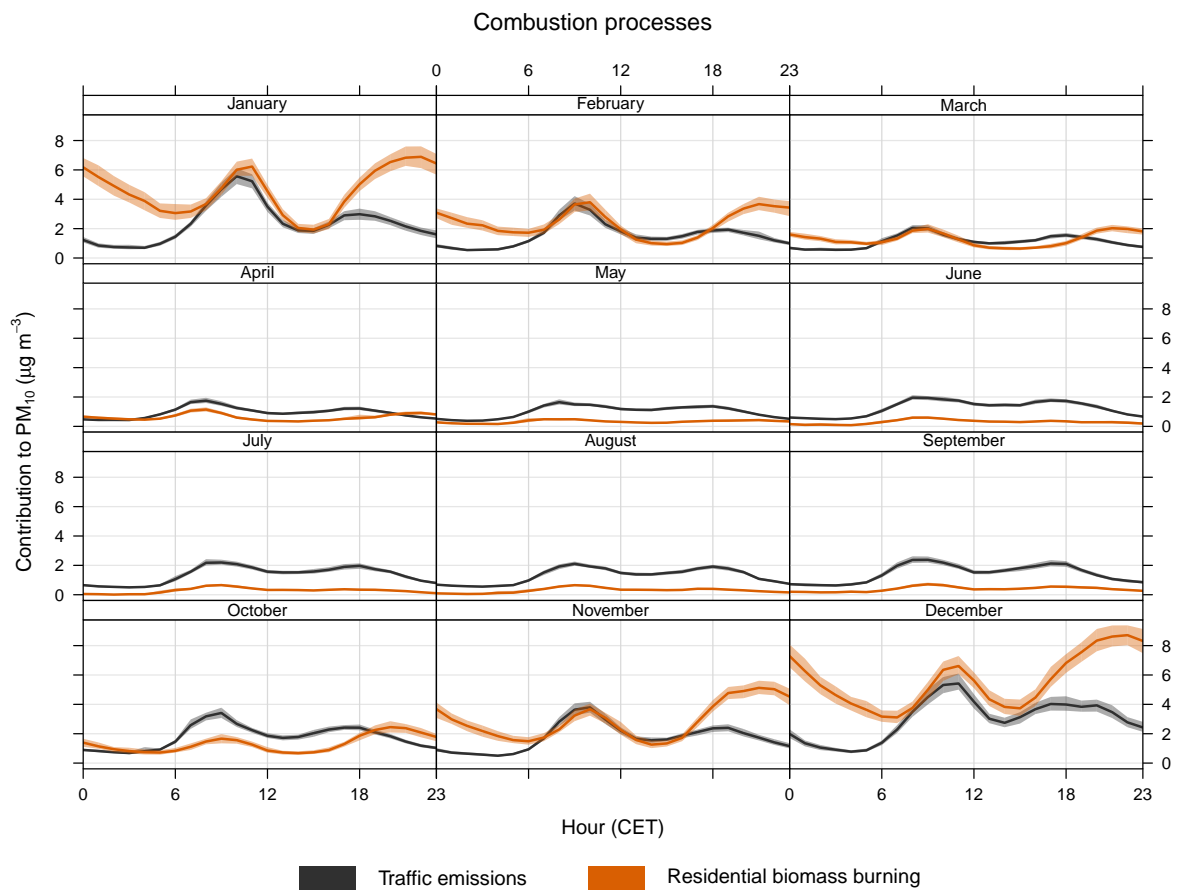 Combustion processes
0 6 12 18 23
January February March
8
6
4
2
0
April May June
8
6
4
2
0
July August September
8
6
4
2
0
October November December
8
6
4
2
0
0 6 12 18 23 0 6 12 18 23
Contribution to PM₁₀ (µg m⁻³)
Hour (CET)
Traffic emissions Residential biomass burning